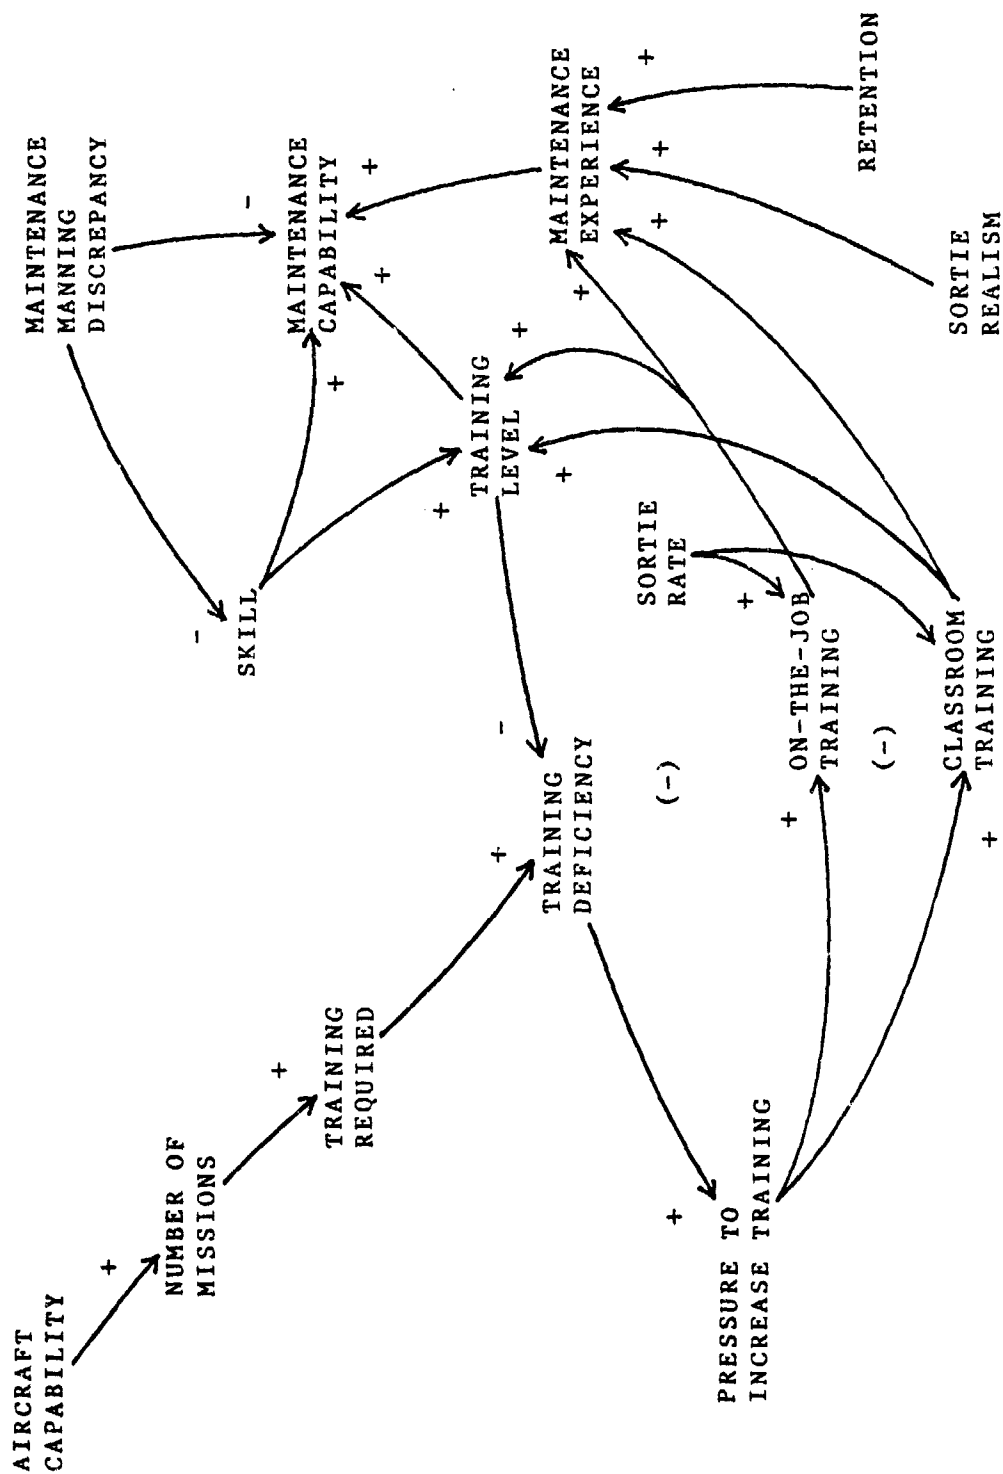 AIRCRAFT
CAPABILITY
+
NUMBER OF
MISSIONS
+
TRAINING
REQUIRED
+
TRAINING
DEFICIENCY
-
+
PRESSURE TO
INCREASE TRAINING
MAINTENANCE
MANNING
DISCREPANCY
-
-
SKILL
MAINTENANCE
CAPABILITY
+
+
+
+
TRAINING
LEVEL
+
+
MAINTENANCE
EXPERIENCE
+
+
+
+
SORTIE
RATE
+
(-)
ON-THE-JOB
TRAINING
+
(-)
CLASSROOM
TRAINING
+
SORTIE
REALISM
RETENTION